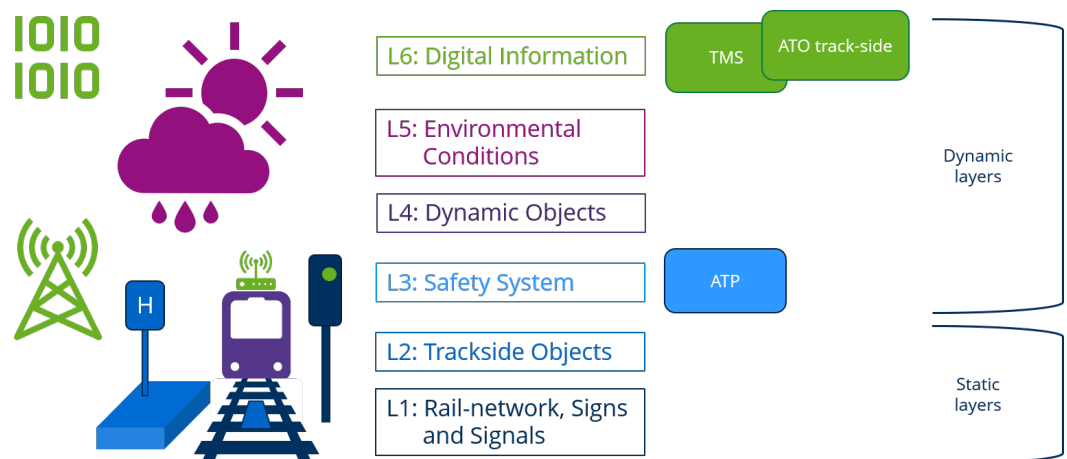 1010
1010
L6: Digital Information
TMS
ATO track-side
L5: Environmental
Conditions
Dynamic
layers
L4: Dynamic Objects
L3: Safety System
ATP
H
L2: Trackside Objects
L1: Rail-network, Signs
and Signals
Static
layers